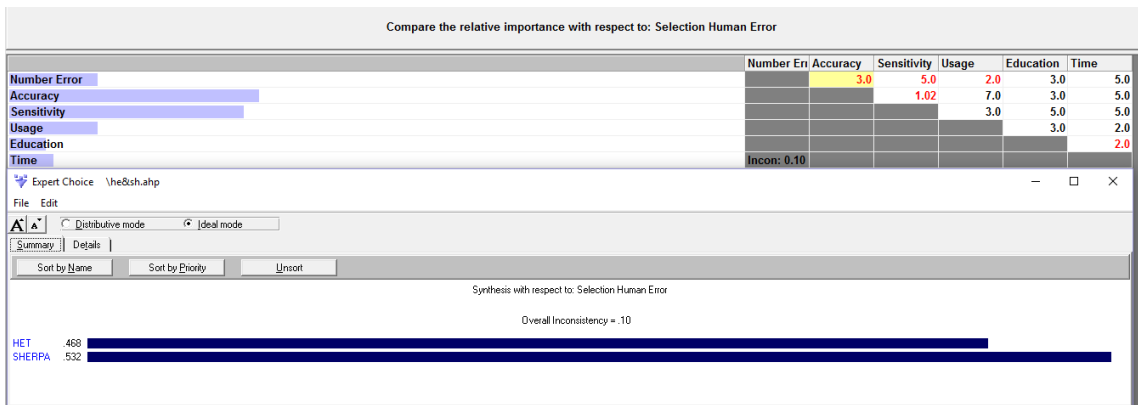 Compare the relative importance with respect to: Selection Human Error
Number Err Accuracy Sensitivity Usage Education Time
Number Error 3.0 5.0 2.0 3.0 5.0
Accuracy 1.02 7.0 3.0 5.0
Sensitivity 3.0 5.0 5.0
Usage 3.0 2.0
Education 2.0
Time Incon: 0.10
Expert Choice \he&sh.ahp
File Edit
A A Distributive mode Ideal mode
Summary Details
Sort by Name Sort by Priority Unsort
Synthesis with respect to: Selection Human Error
Overall Inconsistency = .10
HET .468
SHERPA .532